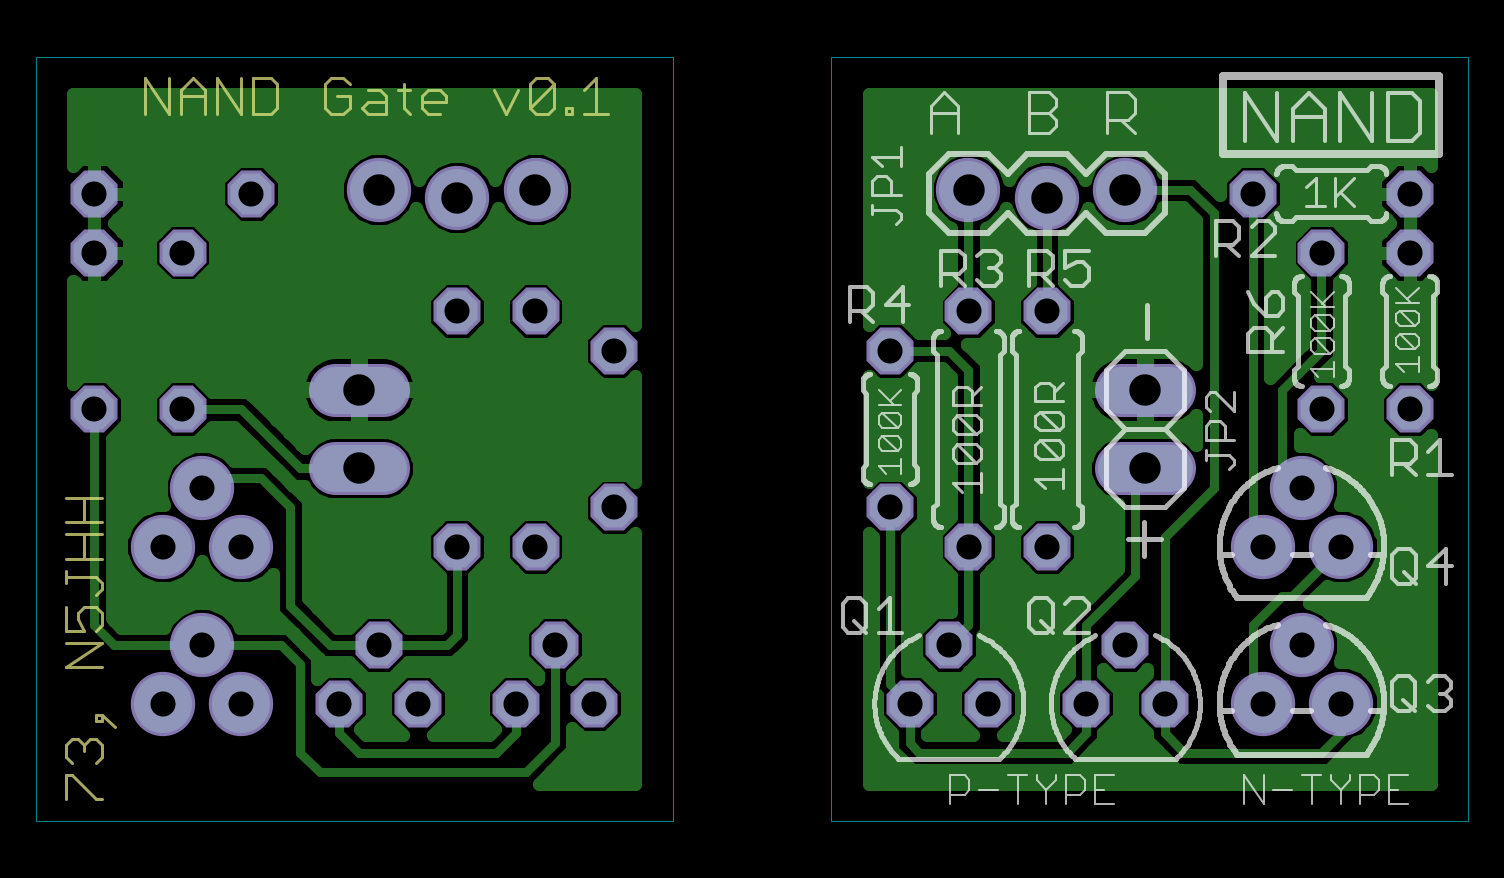 NAND Gate v0.1
73, N6JHH
A B R
NAND
JP1
1K
R2
R3 R5
R4
R6
100K
100K
100K
100R
100R
-
JP2
R1
+
Q4
Q1 Q2
Q3
P-TYPE
N-TYPE